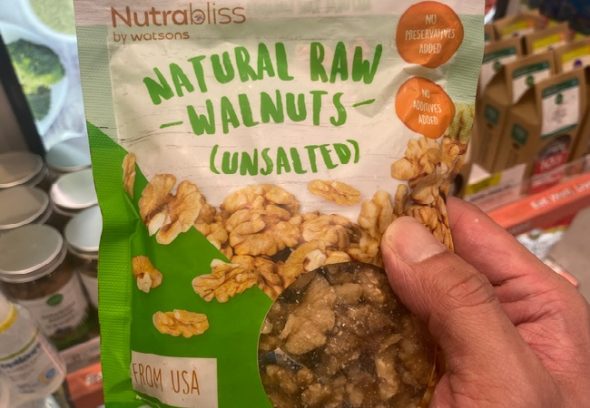 Nutrabliss
by watsons
NATURAL RAW
WALNUTS
(UNSALTED)
NO
PRESERVATIVES
ADDED
NO
ADDITIVES
ADDED
FROM USA